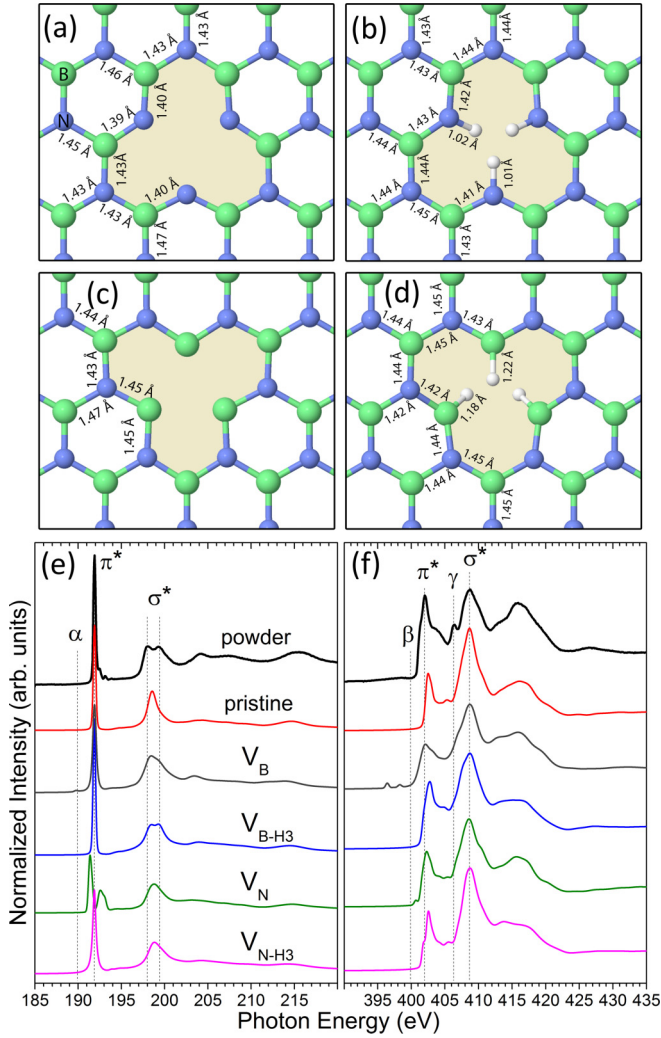 (a)
1.43 Å
1.43 Å
1.46 Å
B
1.40 Å
1.39 Å
N
1.45 Å
1.43Å
1.43 Å
1.40 Å
1.43 Å
1.47 Å
(b)
1.43Å
1.44 Å
1.44Å
1.43 Å
1.42 Å
1.43 Å
1.02 Å
1.44 Å
1.44Å
1.44 Å
1.41 Å
1.01Å
1.45 Å
1.43 Å
(c)
1.44 Å
1.43 Å
1.45 Å
1.47 Å
1.45 Å
(d)
1.45 Å
1.44 Å
1.43 Å
1.45 Å
1.22 Å
1.44 Å
1.42 Å
1.42 Å
1.18 Å
1.44 Å
1.45 Å
1.44 Å
1.45 Å
(e)
π*
α
σ*
powder
pristine
V_B
V_B-H3
V_N
V_N-H3
185 190 195 200 205 210 215
(f)
π*
γ
σ*
β
395 400 405 410 415 420 425 430 435
Normalized Intensity (arb. units)
Photon Energy (eV)